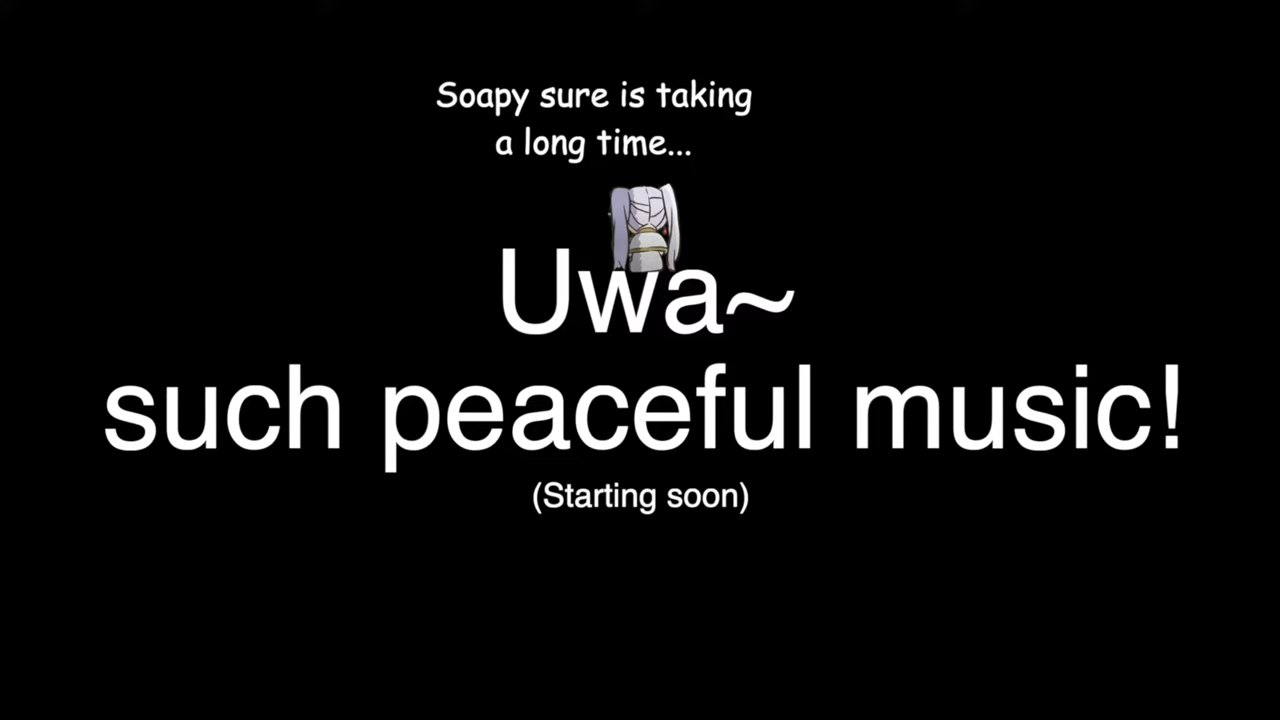 Soapy sure is taking
a long time...
Uwa~
such peaceful music!
(Starting soon)